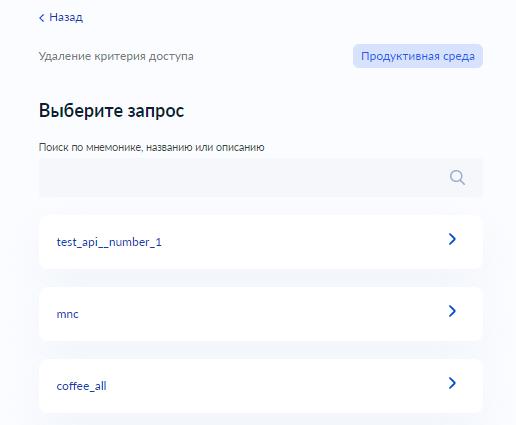 Назад
Удаление критерия доступа
Продуктивная среда
Выберите запрос
Поиск по мнемонике, названию или описанию
test_api__number_1
mnc
coffee_all